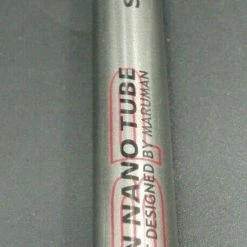 N NANO TUBE
DESIGNED BY MARUMAN
S